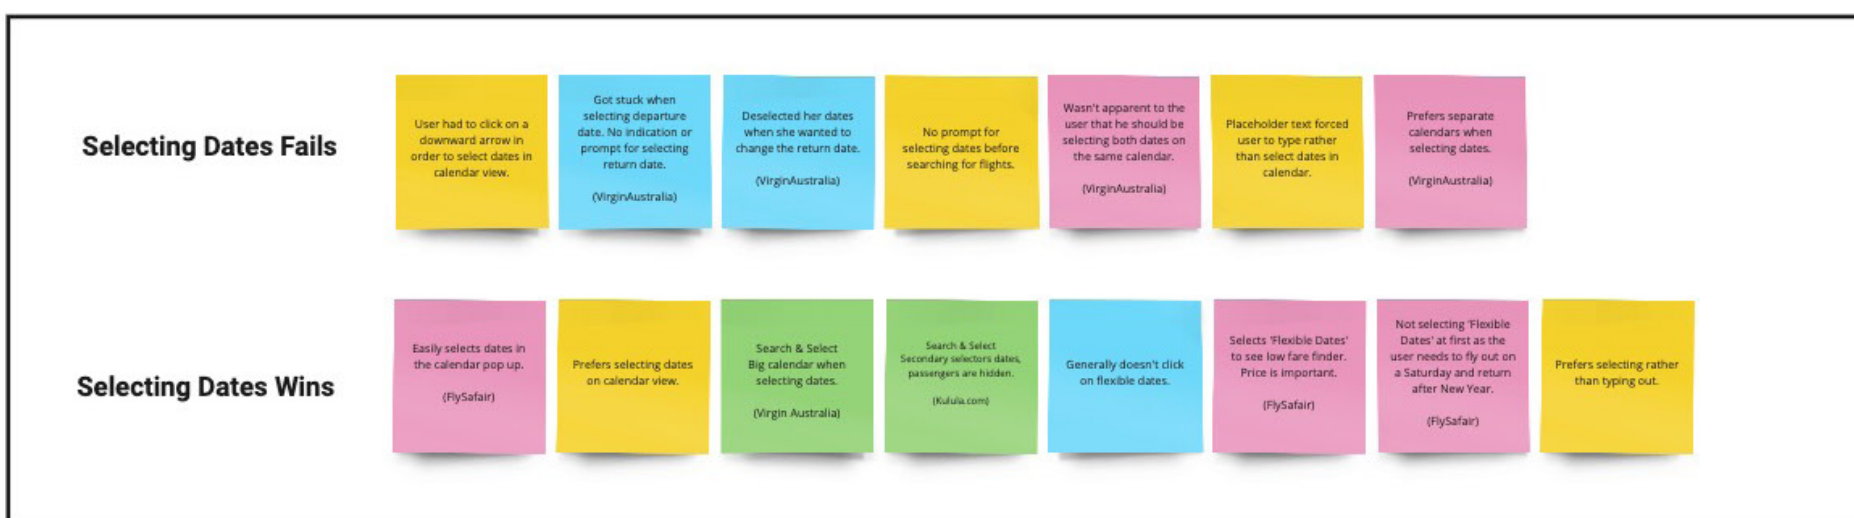 Selecting Dates Fails
User had to click on a
downward arrow in
order to select dates in
calendar view.
Got stuck when
selecting departure
date. No indication or
prompt for selecting
return date.
(VirginAustralia)
Deselected her dates
when she wanted to
change the return date.
(VirginAustralia)
No prompt for
selecting dates before
searching for flights.
Wasn't apparent to the
user that he should be
selecting both dates on
the same calendar.
(VirginAustralia)
Placeholder text forced
user to type rather
than select dates in
calendar.
Prefers separate
calendars when
selecting dates.
(VirginAustralia)
Selecting Dates Wins
Easily selects dates in
the calendar pop up.
(FlySafair)
Prefers selecting dates
on calendar view.
Search & Select
Big calendar when
selecting dates.
(Virgin Australia)
Search & Select
Secondary selectors dates,
passengers are hidden.
(Kulula.com)
Generally doesn't click
on flexible dates.
Selects 'Flexible Dates'
to see low fare finder.
Price is important.
(FlySafair)
Not selecting 'Flexible
Dates' at first as the
user needs to fly out on
a Saturday and return
after New Year.
(FlySafair)
Prefers selecting rather
than typing out.